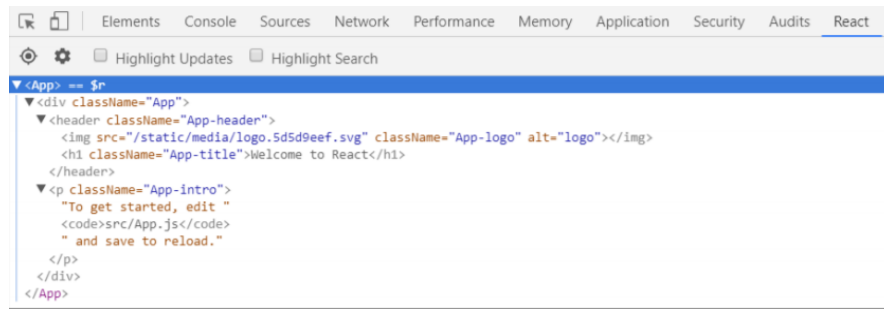 Elements Console Sources Network Performance Memory Application Security Audits React
Highlight Updates Highlight Search
▼<App> == $r
▼<div className="App">
▼<header className="App-header">
<img src="/static/media/logo.5d5d9eef.svg" className="App-logo" alt="logo"></img>
<h1 className="App-title">Welcome to React</h1>
</header>
▼<p className="App-intro">
"To get started, edit "
<code>src/App.js</code>
" and save to reload."
</p>
</div>
</App>